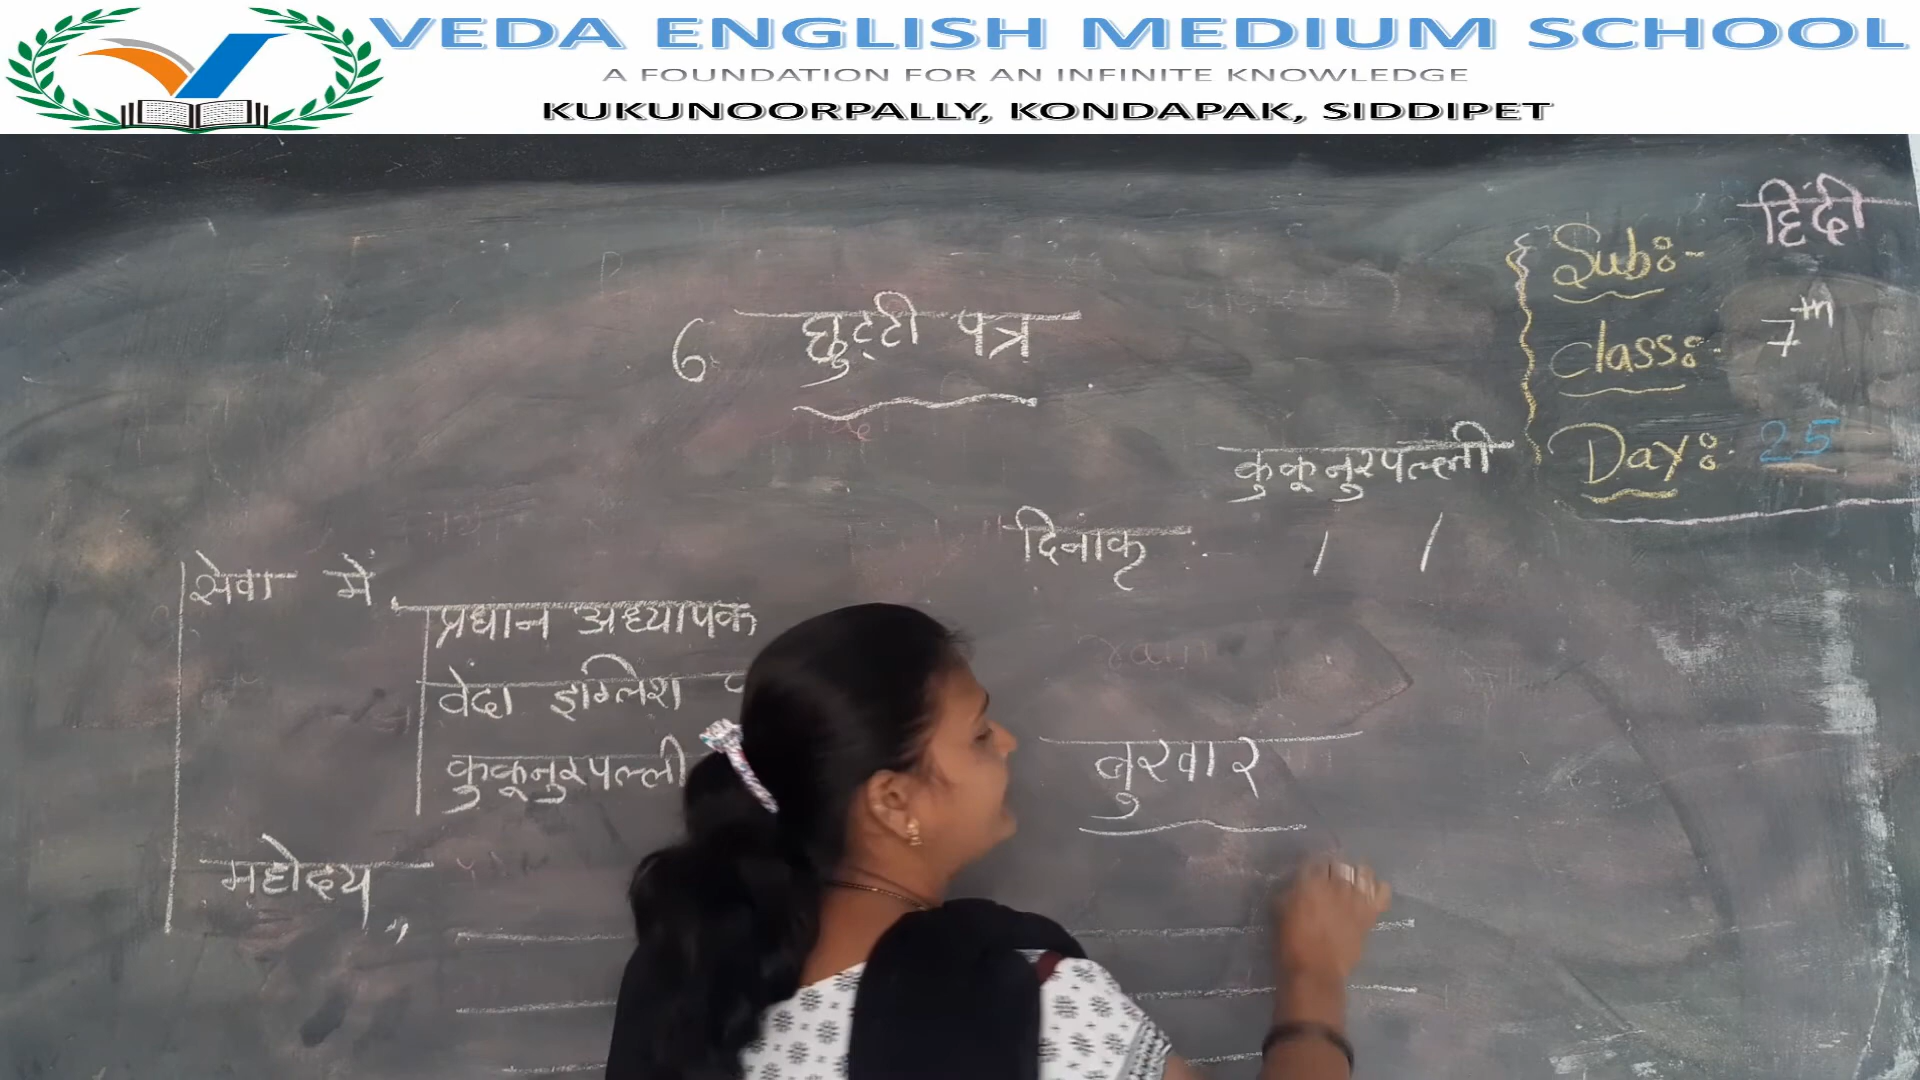 VEDA ENGLISH MEDIUM SCHOOL
A FOUNDATION FOR AN INFINITE KNOWLEDGE
KUKUNOORPALLY, KONDAPAK, SIDDIPET
Sub:- हिंदी
Class:- 7th
Day:- 25
6. छुट्टी पत्र
कुकूनुरपल्ली
दिनाकृ : / /
सेवा में,
प्रधान अध्यापक
वेदा इंग्लिश
कुकूनुरपल्ली
बुखार
महोदय,,